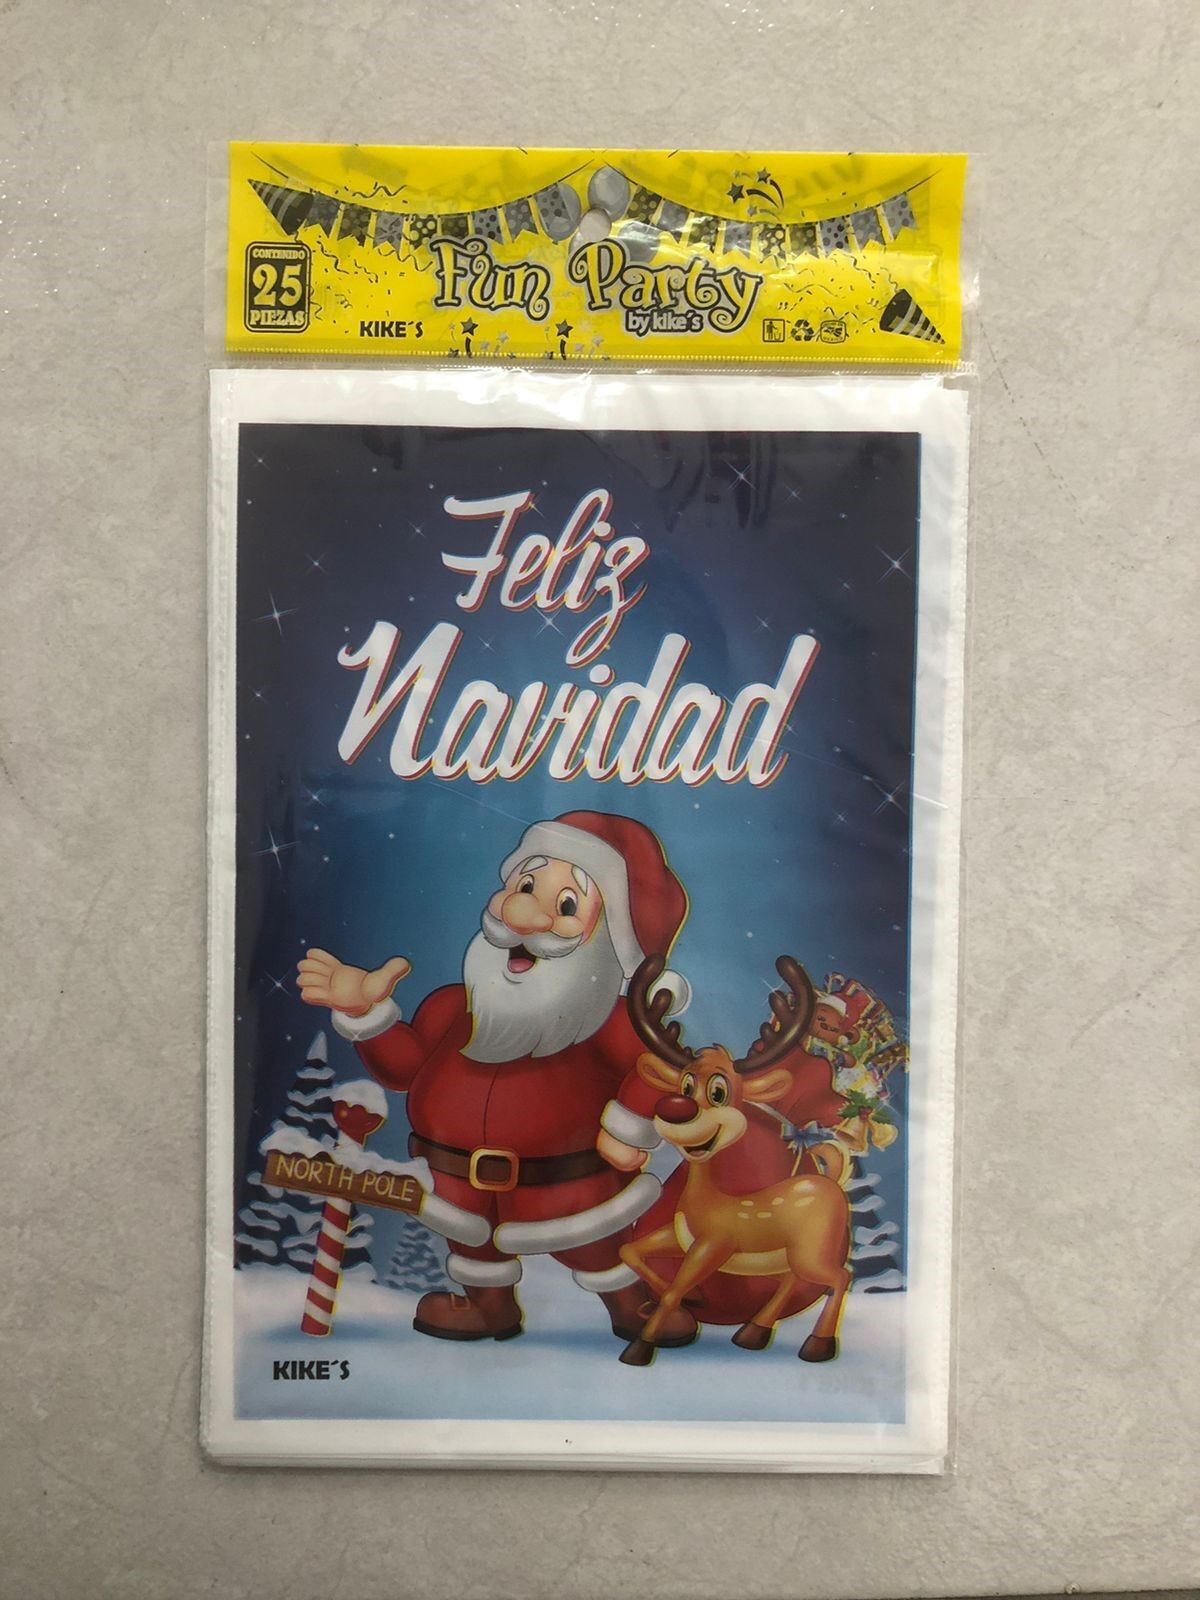 CONTENIDO
25
PIEZAS
KIKE´S
Fun Party
by kike´s
Feliz
Navidad
NORTH POLE
KIKE´S